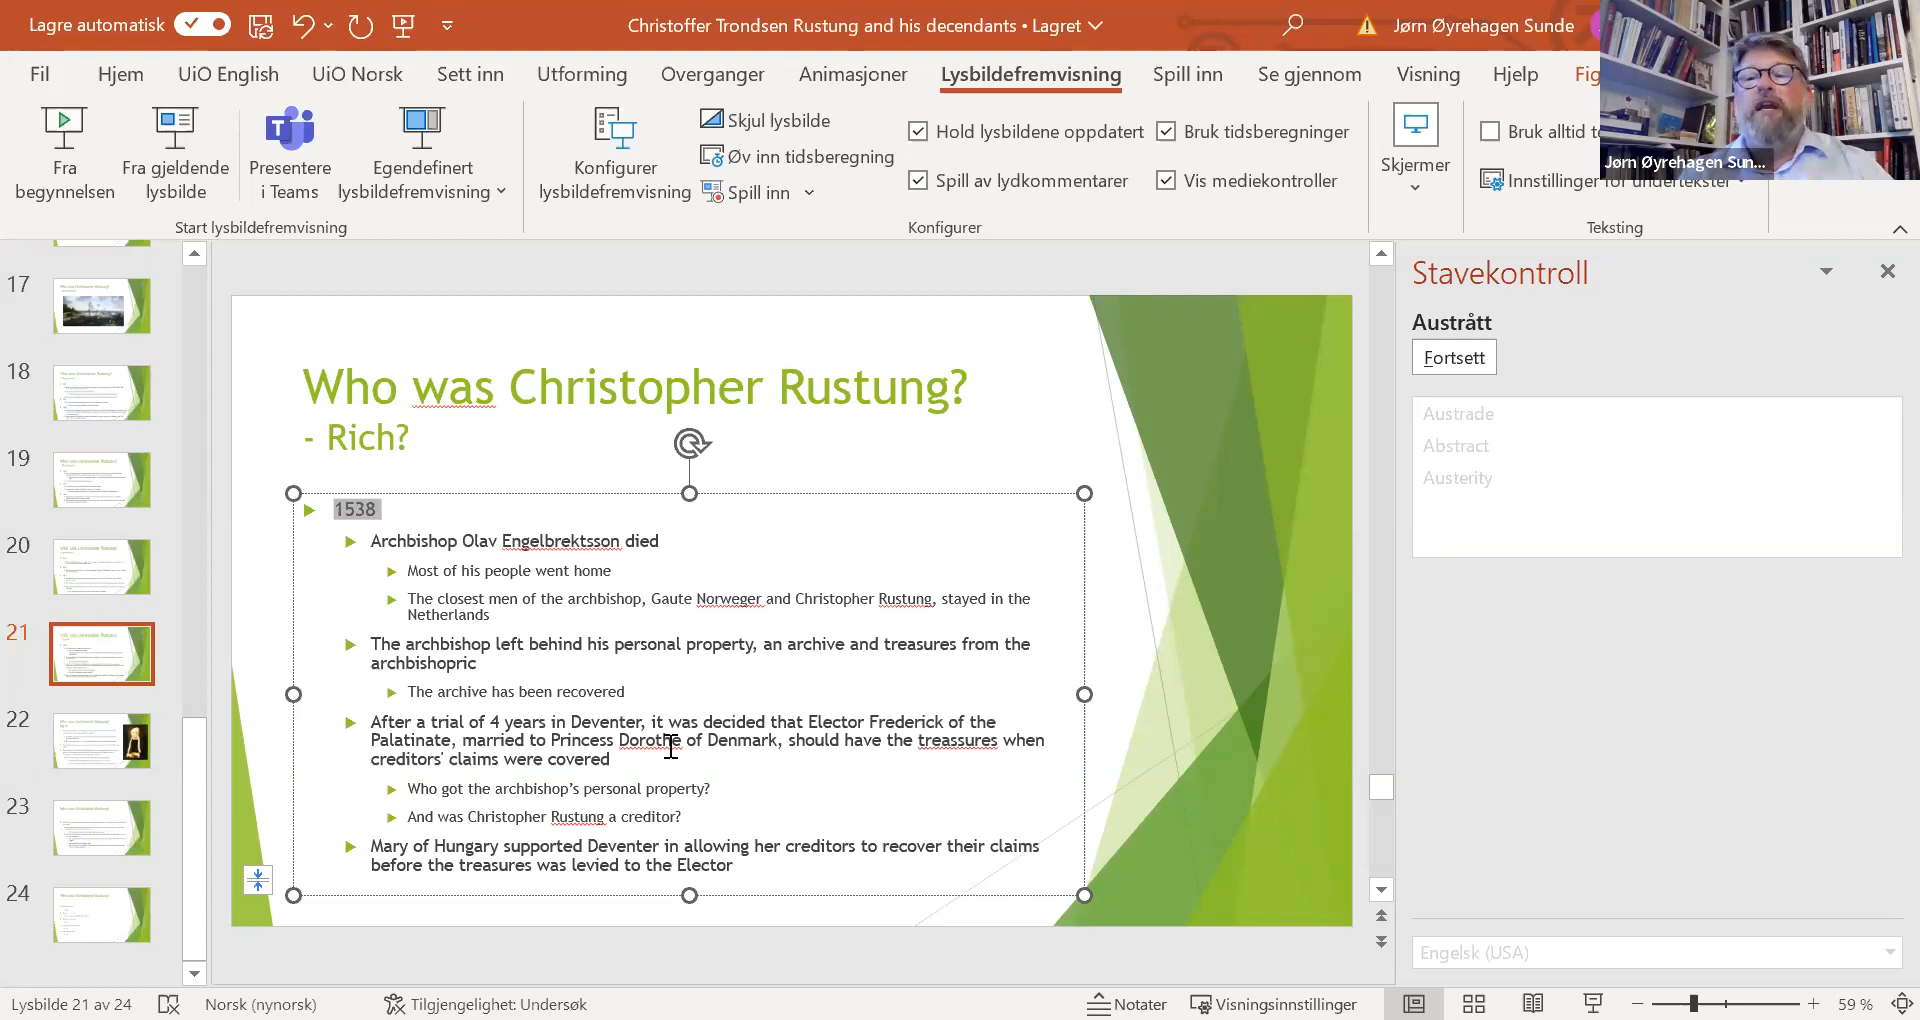 Lagre automatisk
Christoffer Trondsen Rustung and his decendants • Lagret
Jørn Øyrehagen Sunde
Fil Hjem UiO English UiO Norsk Sett inn Utforming Overganger Animasjoner Lysbildefremvisning Spill inn Se gjennom Visning Hjelp Fig
Fra begynnelsen
Fra gjeldende lysbilde
Presentere i Teams
Egendefinert lysbildefremvisning
Start lysbildefremvisning
Konfigurer lysbildefremvisning
Skjul lysbilde
Øv inn tidsberegning
Spill inn
Hold lysbildene oppdatert
Spill av lydkommentarer
Bruk tidsberegninger
Vis mediekontroller
Konfigurer
Skjermer
Bruk alltid t
Innstillinger for undertekster
Teksting
Jørn Øyrehagen Sun...
17
18
19
20
21
22
23
24
Who was Christopher Rustung?
- Rich?
1538
Archbishop Olav Engelbrektsson died
Most of his people went home
The closest men of the archbishop, Gaute Norweger and Christopher Rustung, stayed in the
Netherlands
The archbishop left behind his personal property, an archive and treasures from the
archbishopric
The archive has been recovered
After a trial of 4 years in Deventer, it was decided that Elector Frederick of the
Palatinate, married to Princess Dorothe of Denmark, should have the treassures when
creditors' claims were covered
Who got the archbishop's personal property?
And was Christopher Rustung a creditor?
Mary of Hungary supported Deventer in allowing her creditors to recover their claims
before the treasures was levied to the Elector
Stavekontroll
Austrått
Fortsett
Austrade
Abstract
Austerity
Engelsk (USA)
Lysbilde 21 av 24 Norsk (nynorsk) Tilgjengelighet: Undersøk Notater Visningsinnstillinger 59 %